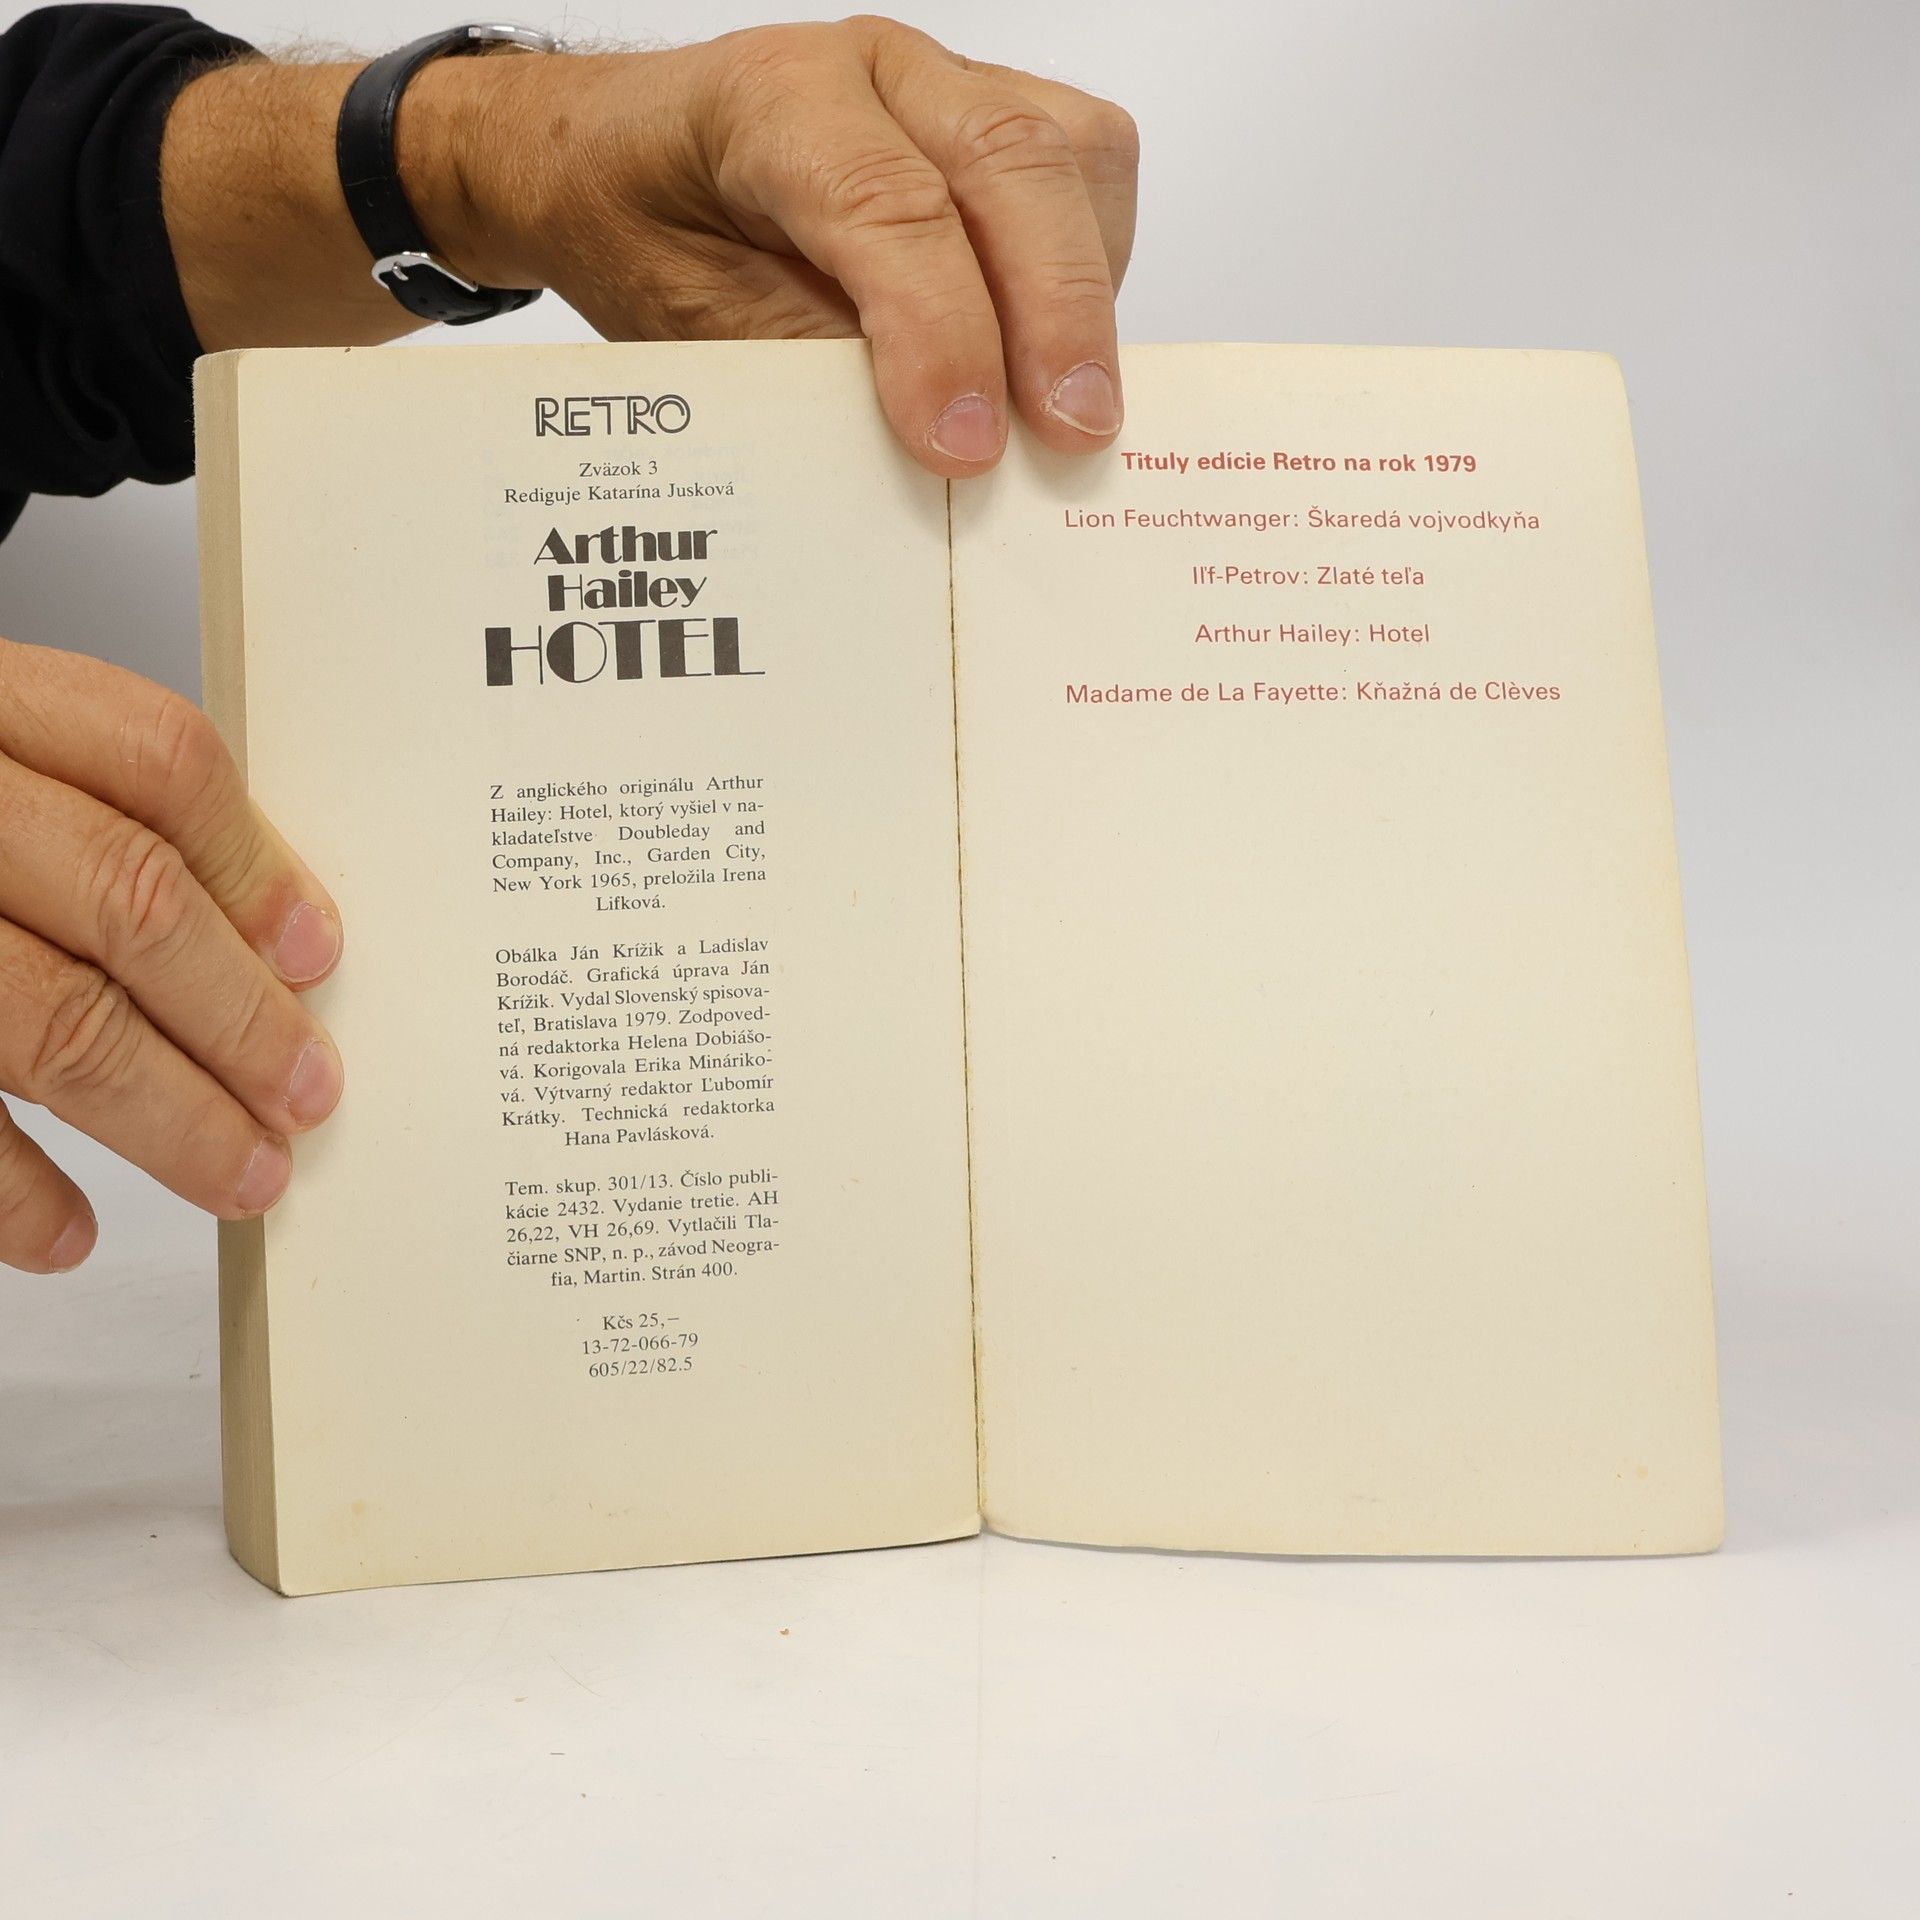 RETRO
Zväzok 3
Rediguje Katarína Jusková
Arthur
Hailey
HOTEL
Z anglického originálu Arthur
Hailey: Hotel, ktorý vyšiel v na-
kladateľstve Doubleday and
Company, Inc., Garden City,
New York 1965, preložila Irena
Lifková.
Obálka Ján Krížik a Ladislav
Borodáč. Grafická úprava Ján
Krížik. Vydal Slovenský spisova-
teľ, Bratislava 1979. Zodpoved-
ná redaktorka Helena Dobiášo-
vá. Korigovala Erika Mináriko-
vá. Výtvarný redaktor Ľubomír
Krátky. Technická redaktorka
Hana Pavlásková.
Tem. skup. 301/13. Číslo publi-
kácie 2432. Vydanie tretie. AH
26,22, VH 26,69. Vytlačili Tla-
čiarne SNP, n. p., závod Neogra-
fia, Martin. Strán 400.
Kčs 25,–
13-72-066-79
605/22/82.5
Tituly edície Retro na rok 1979
Lion Feuchtwanger: Škaredá vojvodkyňa
Iľf-Petrov: Zlaté teľa
Arthur Hailey: Hotel
Madame de La Fayette: Kňažná de Clèves